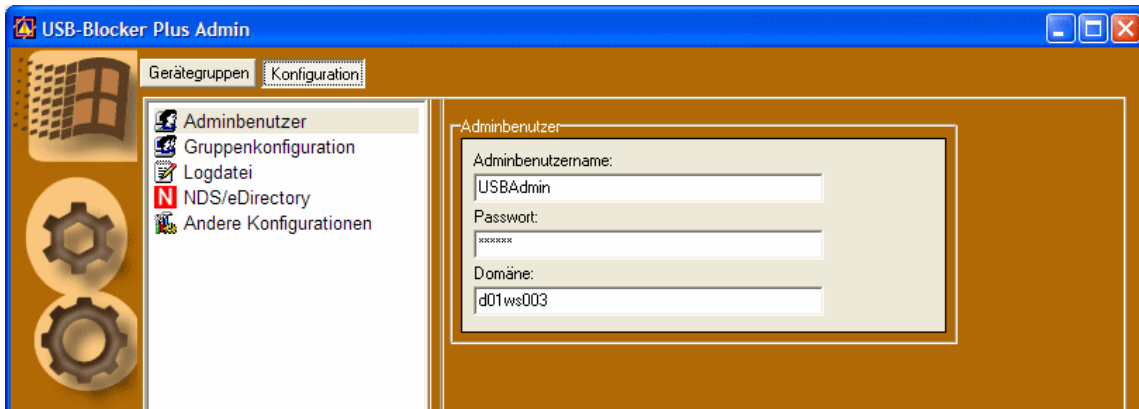 USB-Blocker Plus Admin
Gerätegruppen
Konfiguration
Adminbenutzer
Gruppenkonfiguration
Logdatei
N NDS/eDirectory
Andere Konfigurationen
Adminbenutzer
Adminbenutzername:
USBAdmin
Passwort:
******
Domäne:
d01ws003